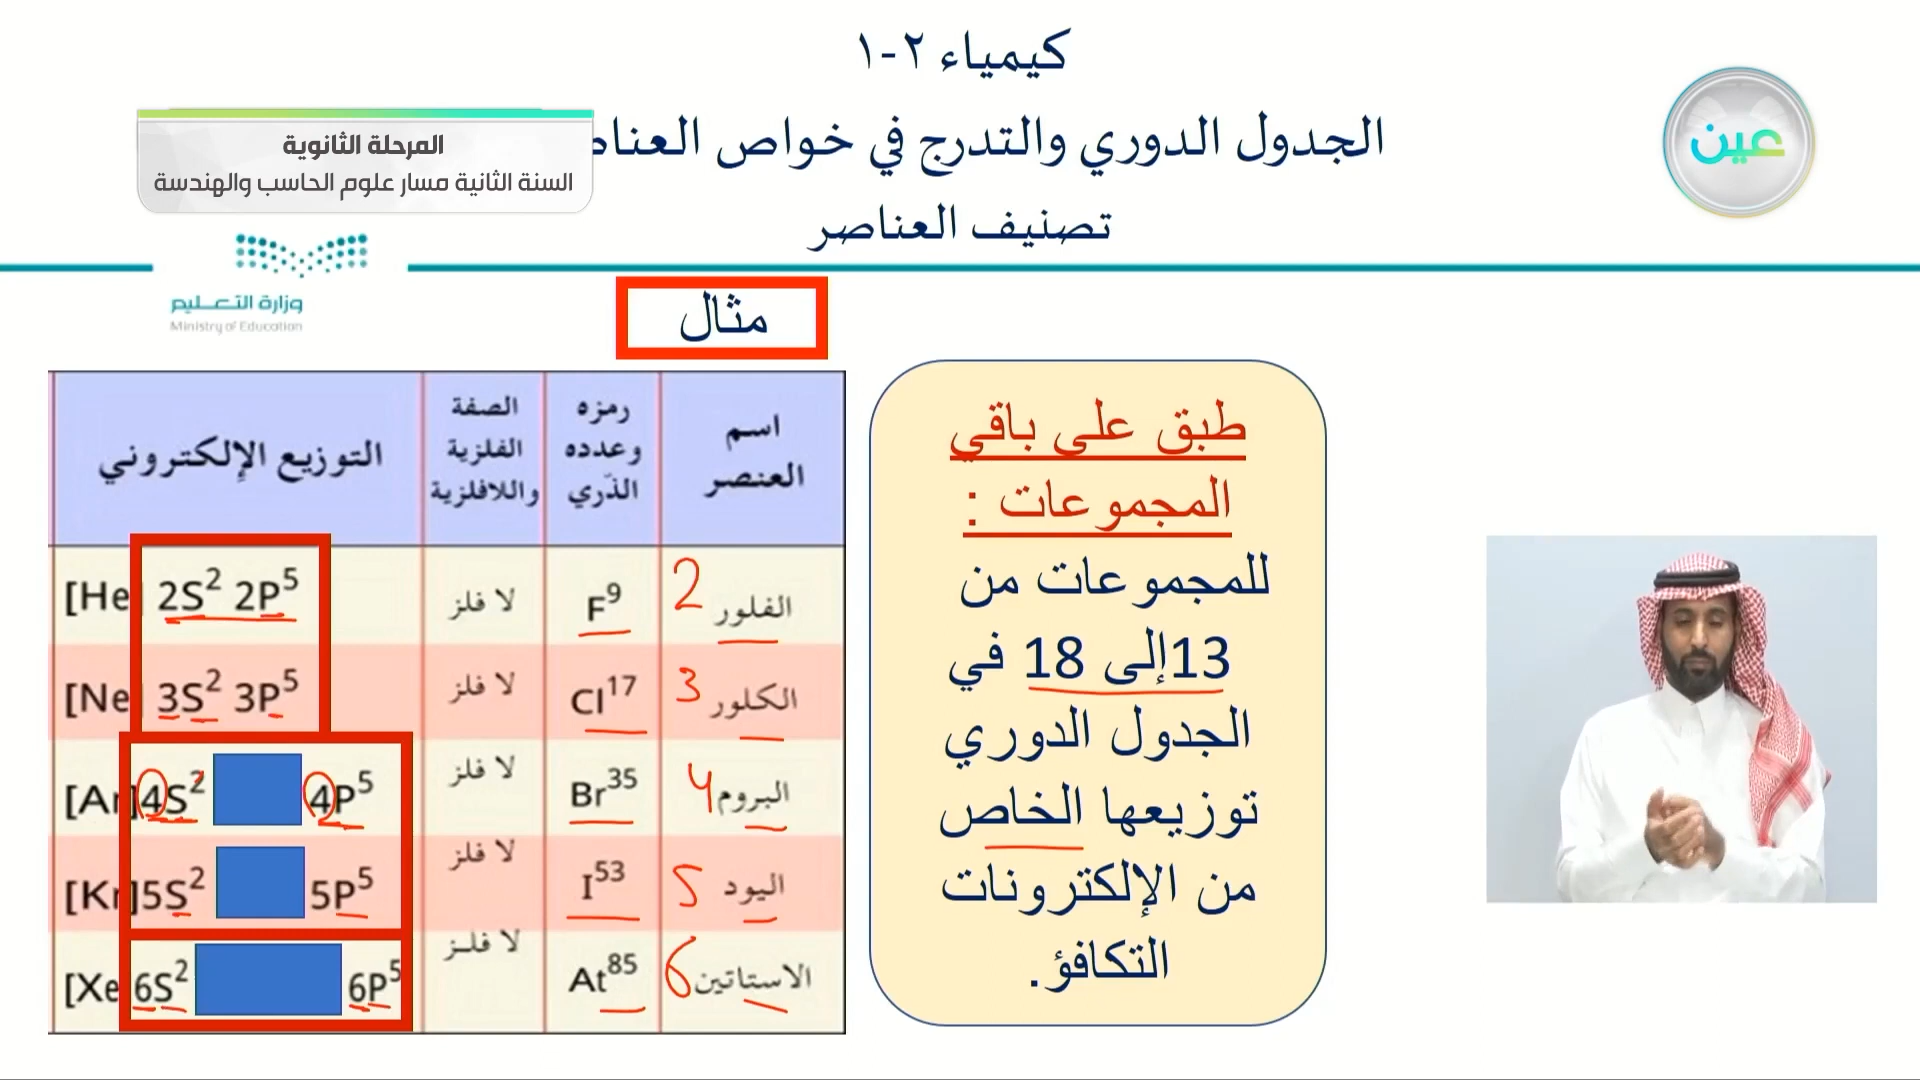 كيمياء ٢-١
الجدول الدوري والتدرج في خواص
تصنيف العناصر
عين
المرحلة الثانوية
السنة الثانية مسار علوم الحاسب والهندسة
وزارة التعليم
Ministry of Education
مثال
طبق على باقي
المجموعات :
للمجموعات من
13إلى 18 في
الجدول الدوري
توزيعها الخاص
من الإلكترونات
التكافؤ.
اسم العنصر
رمزه وعدده الذّري
الصفة الفلزية واللافلزية
التوزيع الإلكتروني
الفلور 2 F⁹ لا فلز [He 2S² 2P⁵
الكلور 3 Cl¹⁷ لا فلز [Ne 3S² 3P⁵
البروم 4 Br³⁵ لا فلز [Ar]4S² 4P⁵
اليود 5 I⁵³ لا فلز [Kr]5S² 5P⁵
الاستاتين 6 At⁸⁵ لا فلز [Xe 6S² 6P⁵